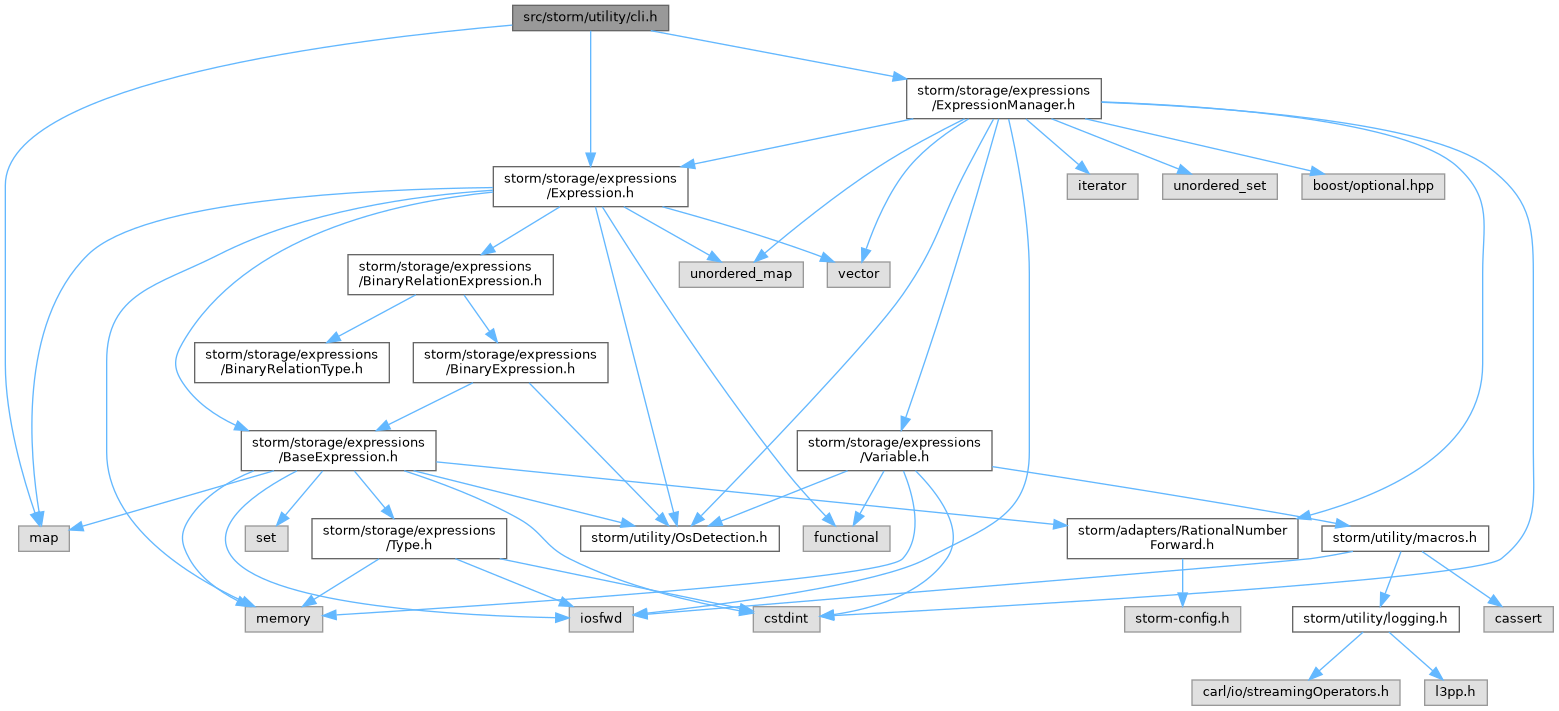 src/storm/utility/cli.h
storm/storage/expressions
/ExpressionManager.h
storm/storage/expressions
/Expression.h
iterator
unordered_set
boost/optional.hpp
storm/storage/expressions
/BinaryRelationExpression.h
unordered_map
vector
storm/storage/expressions
/BinaryRelationType.h
storm/storage/expressions
/BinaryExpression.h
storm/storage/expressions
/BaseExpression.h
storm/storage/expressions
/Variable.h
map
set
storm/storage/expressions
/Type.h
storm/utility/OsDetection.h
functional
storm/adapters/RationalNumber
Forward.h
storm/utility/macros.h
memory
iosfwd
cstdint
storm-config.h
storm/utility/logging.h
cassert
carl/io/streamingOperators.h
l3pp.h